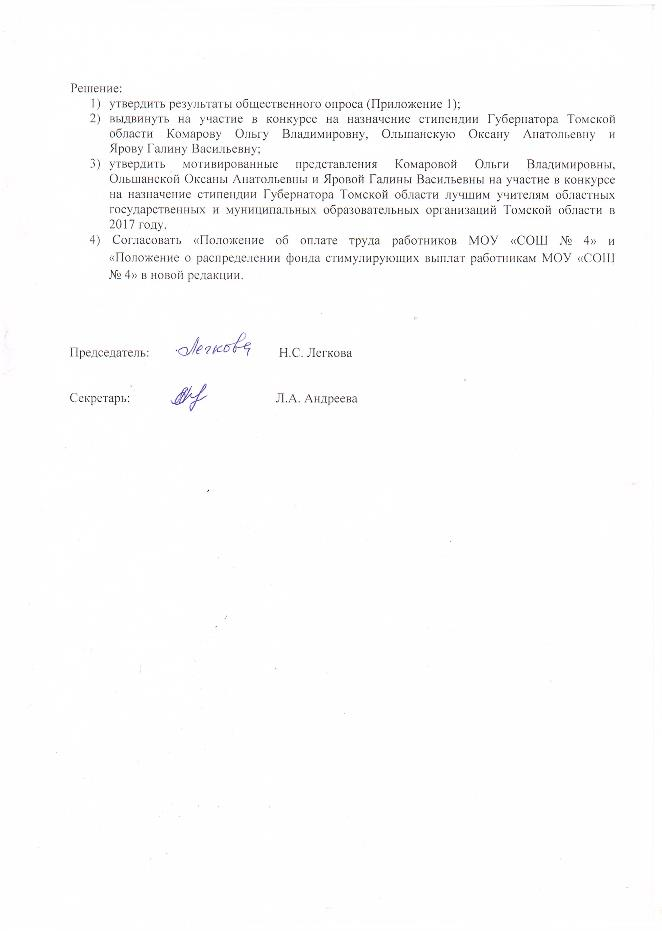 Решение:
1) утвердить результаты общественного опроса (Приложение 1);
2) выдвинуть на участие в конкурсе на назначение стипендии Губернатора Томской
области Комарову Ольгу Владимировну, Ольшанскую Оксану Анатольевну и
Ярову Галину Васильевну;
3) утвердить мотивированные представления Комаровой Ольги Владимировны,
Ольшанской Оксаны Анатольевны и Яровой Галины Васильевны на участие в конкурсе
на назначение стипендии Губернатора Томской области лучшим учителям областных
государственных и муниципальных образовательных организаций Томской области в
2017 году.
4) Согласовать «Положение об оплате труда работников МОУ «СОШ № 4» и
«Положение о распределении фонда стимулирующих выплат работникам МОУ «СОШ
№ 4» в новой редакции.
Председатель: Легкова Н.С. Легкова
Секретарь: Л.А. Андреева